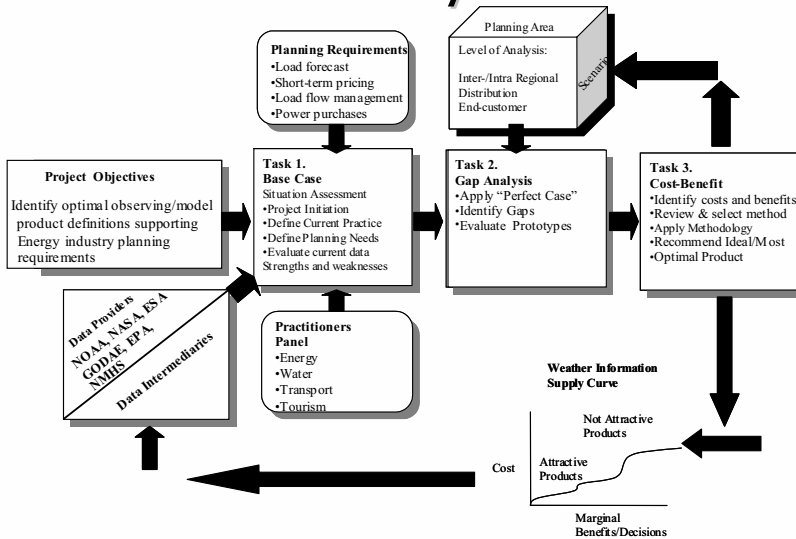 Planning Requirements
•Load forecast
•Short-term pricing
•Load flow management
•Power purchases
Planning Area
Level of Analysis:
Inter-/Intra Regional
Distribution
End-customer
Scenario
Project Objectives
Identify optimal observing/model
product definitions supporting
Energy industry planning
requirements
Task 1.
Base Case
Situation Assessment
•Project Initiation
•Define Current Practice
•Define Planning Needs
•Evaluate current data
Strengths and weaknesses
Task 2.
Gap Analysis
•Apply “Perfect Case”
•Identify Gaps
•Evaluate Prototypes
Task 3.
Cost-Benefit
•Identify costs and benefits
•Review & select method
•Apply Methodology
•Recommend Ideal/Most
•Optimal Product
Data Providers
NOAA, NASA, ESA
GODAE, EPA,
NMHS
Data Intermediaries
Practitioners
Panel
•Energy
•Water
•Transport
•Tourism
Weather Information
Supply Curve
Not Attractive
Products
Attractive
Products
Cost
Marginal
Benefits/Decisions